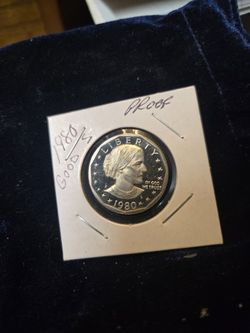 PROOF
1980/S
GOOD
LIBERTY
IN GOD
WE TRUST
1980